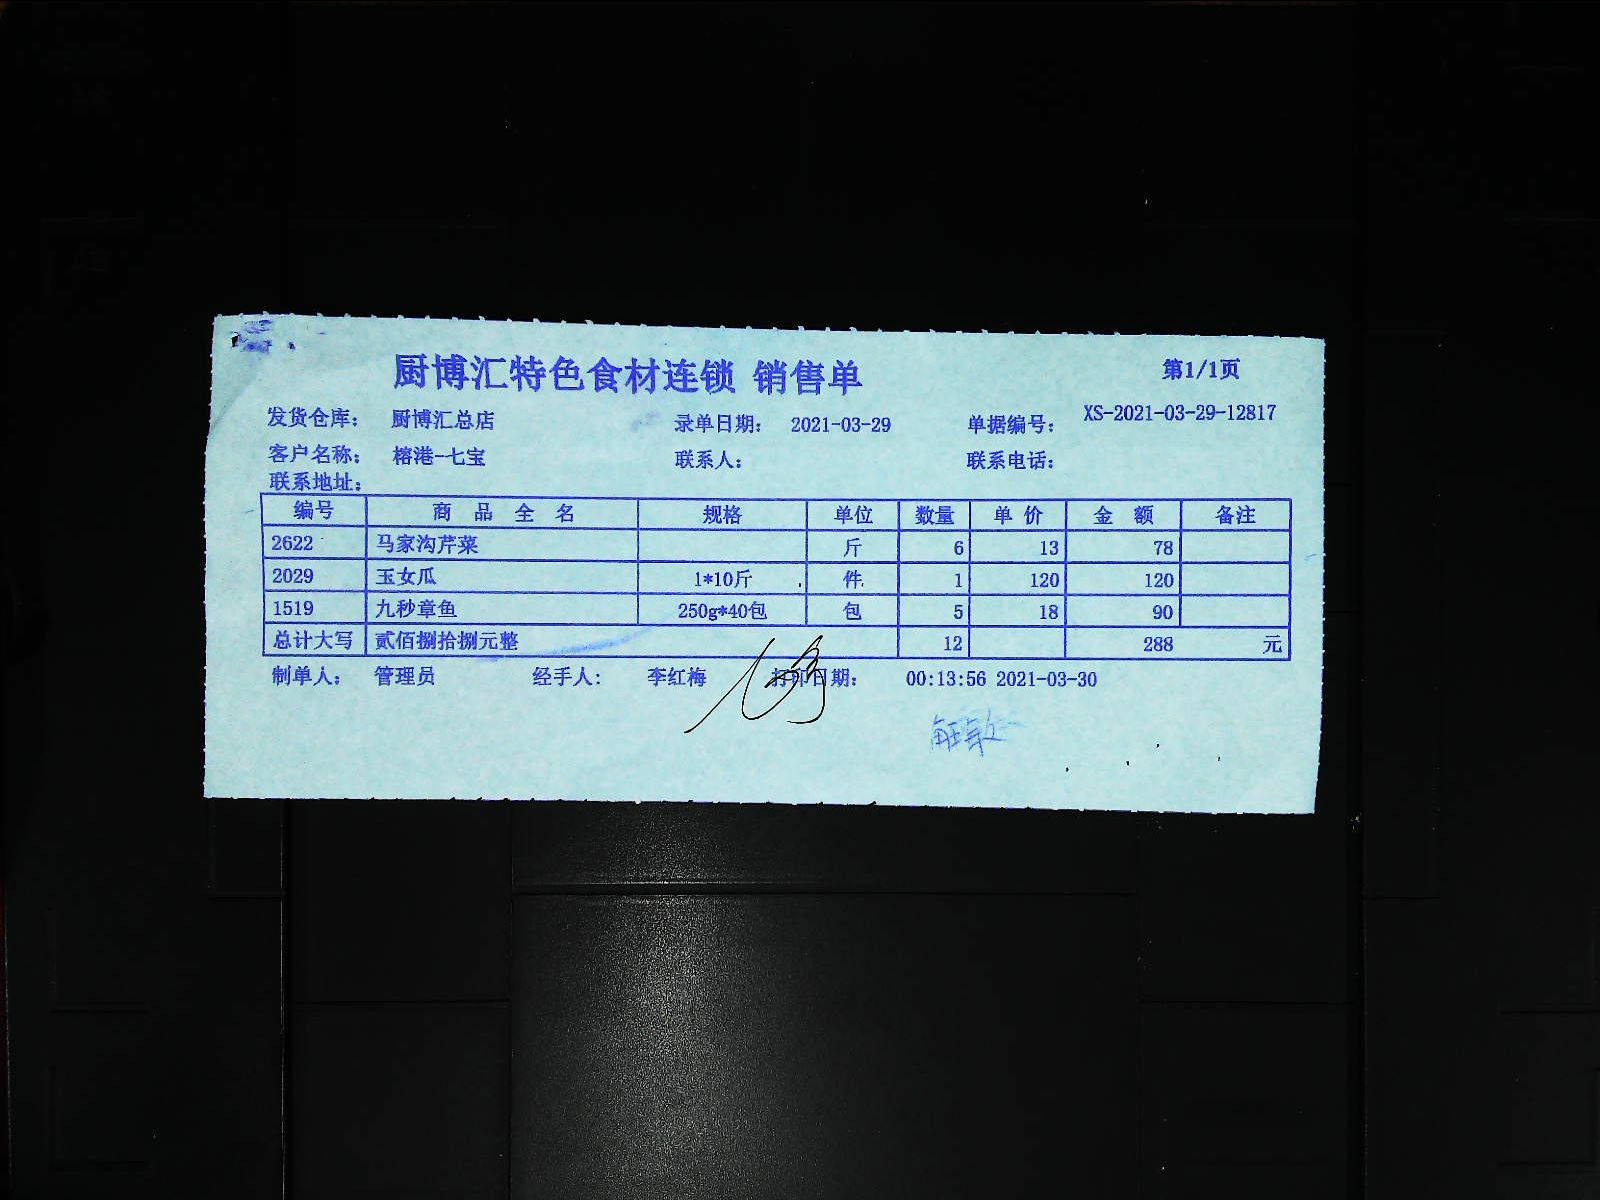 厨博汇特色食材连锁 销售单 第1/1页
发货仓库： 厨博汇总店 录单日期： 2021-03-29 单据编号： XS-2021-03-29-12817
客户名称： 榕港-七宝 联系人： 联系电话：
联系地址：
编号 商品全名 规格 单位 数量 单价 金额 备注
2622 马家沟芹菜 斤 6 13 78
2029 玉女瓜 1*10斤 件 1 120 120
1519 九秒章鱼 250g*40包 包 5 18 90
总计大写 贰佰捌拾捌元整 12 288 元
制单人： 管理员 经手人： 李红梅 打印日期： 00:13:56 2021-03-30